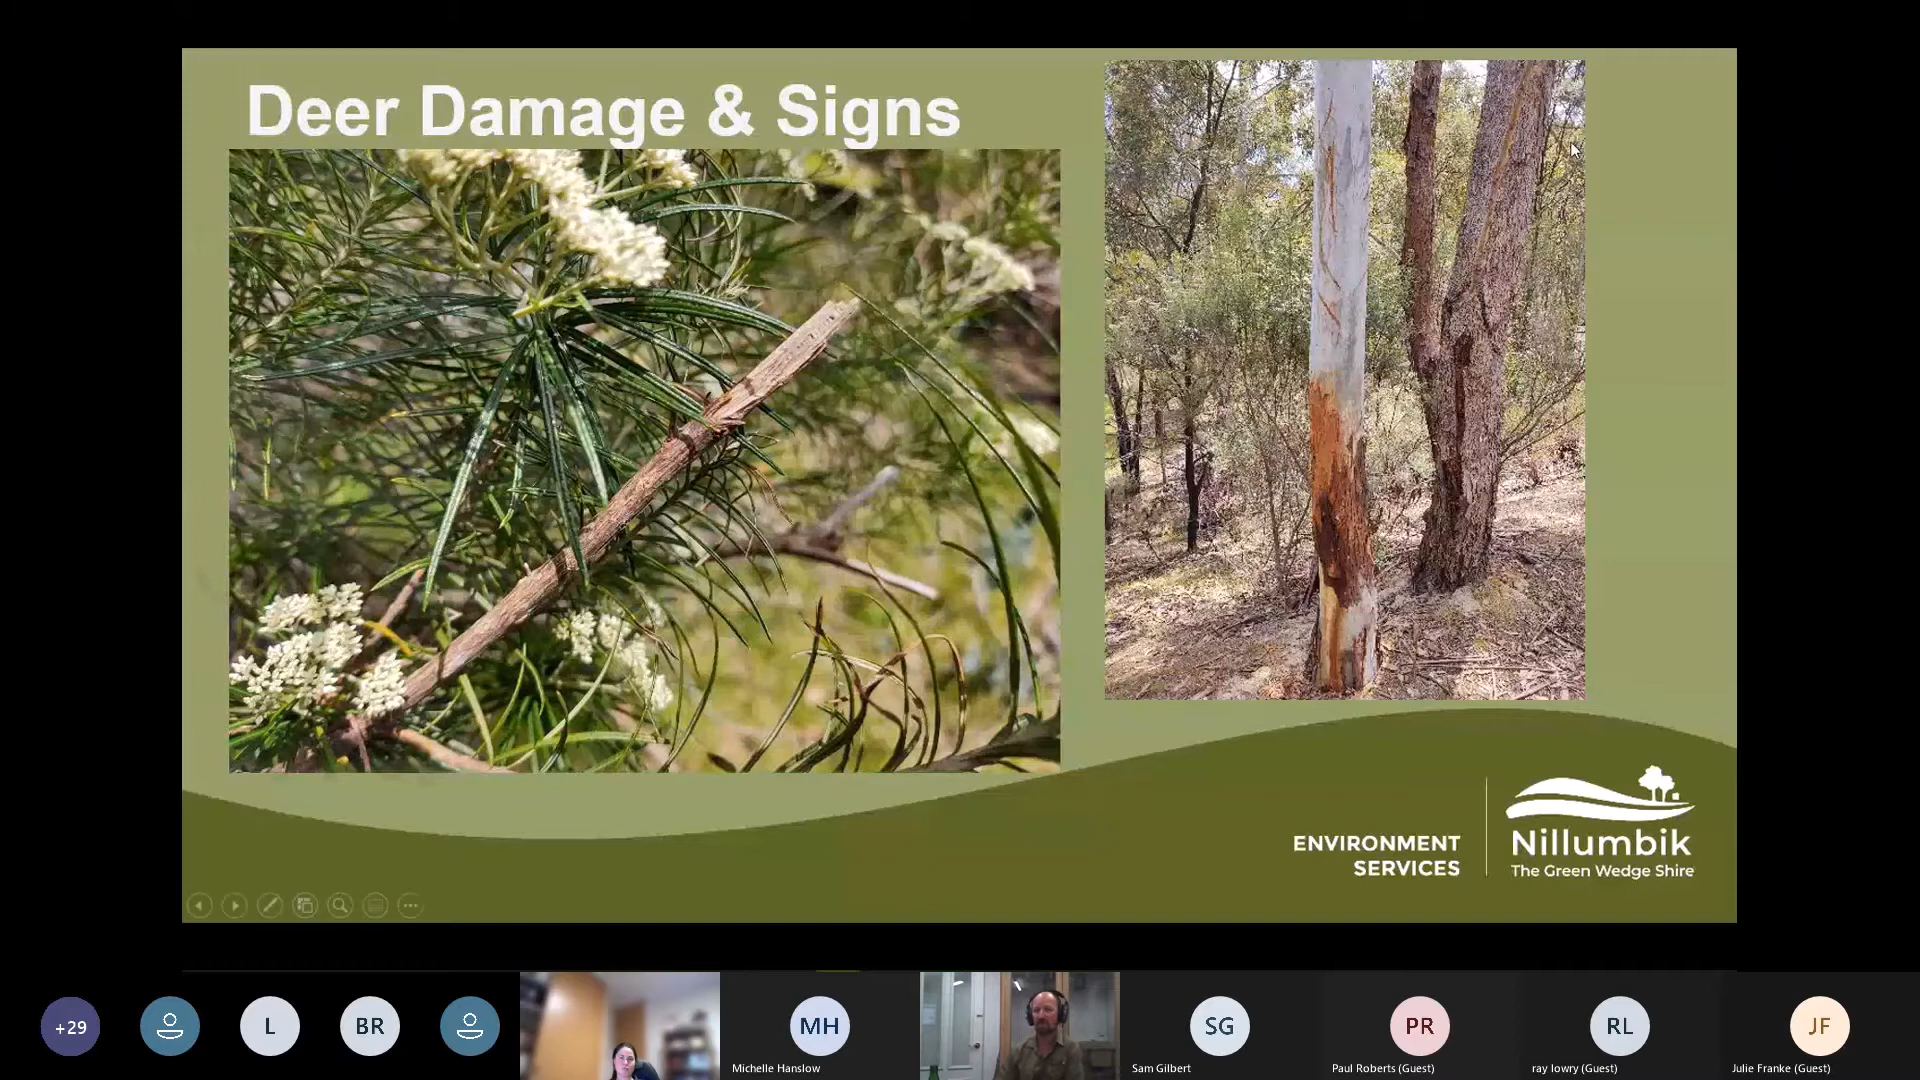 Deer Damage & Signs
ENVIRONMENT
SERVICES
Nillumbik
The Green Wedge Shire
+29
L
BR
MH
Michelle Hanslow
SG
Sam Gilbert
PR
Paul Roberts (Guest)
RL
ray lowry (Guest)
JF
Julie Franke (Guest)